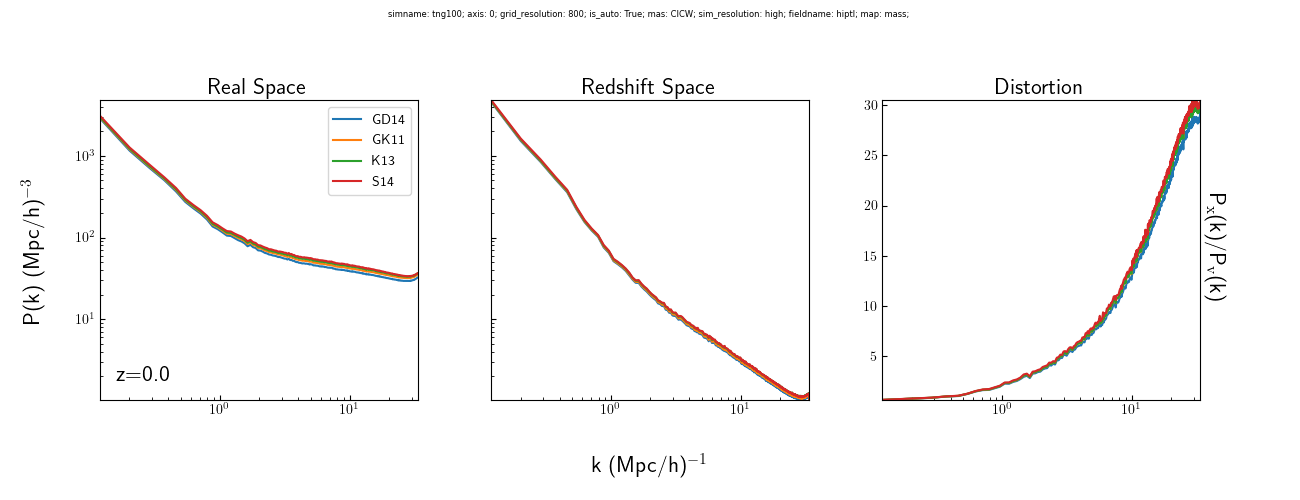 simname: tng100; axis: 0; grid_resolution: 800; is_auto: True; mas: CICW; sim_resolution: high; fieldname: hiptl; map: mass;
Real Space
Redshift Space
Distortion
GD14
GK11
K13
S14
z=0.0
P(k) (Mpc/h)⁻³
10³
10²
10¹
10⁰
10¹
10⁰
10¹
30
25
20
15
10
5
10⁰
10¹
Pₓ(k)/Pᵥ(k)
k (Mpc/h)⁻¹